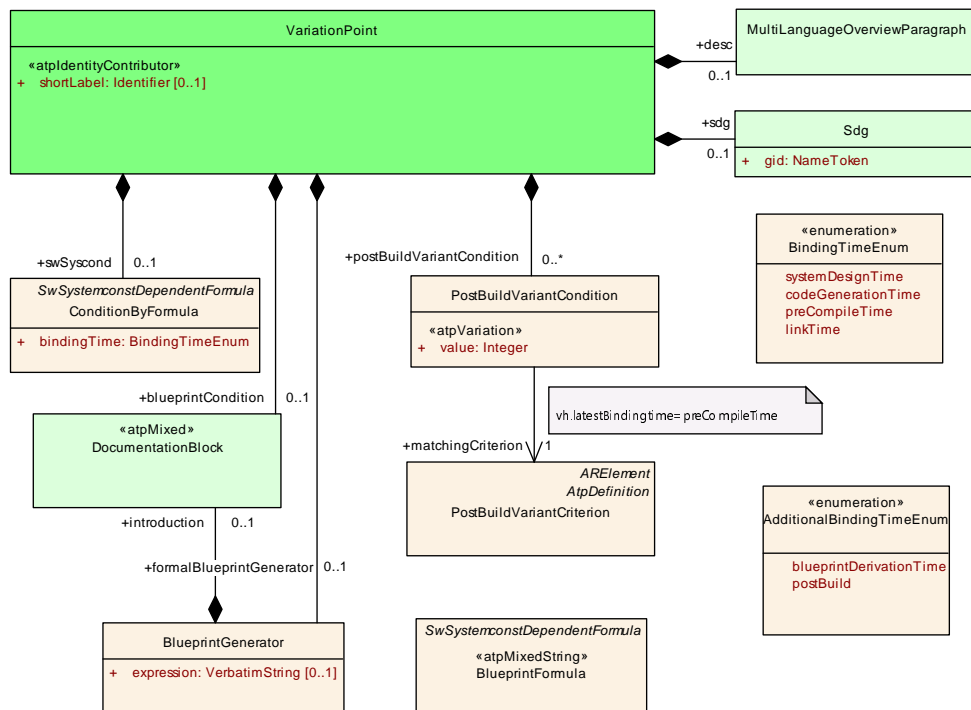 VariationPoint
«atpIdentityContributor»
+ shortLabel: Identifier [0..1]
+desc
0..1
MultiLanguageOverviewParagraph
+sdg
0..1
Sdg
+ gid: NameToken
+swSyscond
0..1
SwSystemconstDependentFormula
ConditionByFormula
+ bindingTime: BindingTimeEnum
+postBuildVariantCondition
0..*
PostBuildVariantCondition
«atpVariation»
+ value: Integer
«enumeration»
BindingTimeEnum
systemDesignTime
codeGenerationTime
preCompileTime
linkTime
+blueprintCondition
0..1
«atpMixed»
DocumentationBlock
vh.latestBindingtime= preCompileTime
+matchingCriterion
1
ARElement
AtpDefinition
PostBuildVariantCriterion
«enumeration»
AdditionalBindingTimeEnum
blueprintDerivationTime
postBuild
+introduction
0..1
+formalBlueprintGenerator
0..1
BlueprintGenerator
+ expression: VerbatimString [0..1]
SwSystemconstDependentFormula
«atpMixedString»
BlueprintFormula